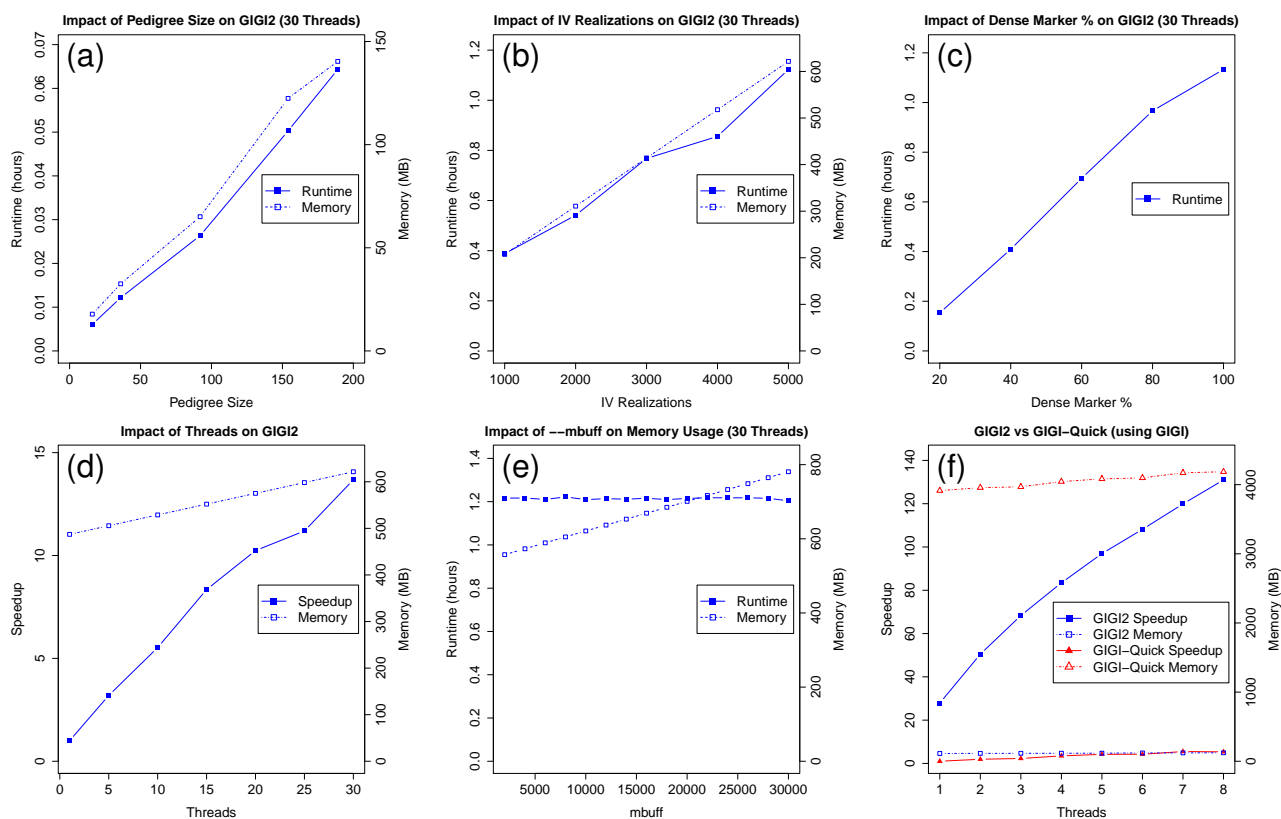 Impact of Pedigree Size on GIGI2 (30 Threads)
(a)
0.00 0.01 0.02 0.03 0.04 0.05 0.06 0.07
Runtime (hours)
Runtime
Memory
0 50 100 150
Memory (MB)
0 50 100 150 200
Pedigree Size
Impact of IV Realizations on GIGI2 (30 Threads)
(b)
0.0 0.2 0.4 0.6 0.8 1.0 1.2
Runtime (hours)
Runtime
Memory
0 100 200 300 400 500 600
Memory (MB)
1000 2000 3000 4000 5000
IV Realizations
Impact of Dense Marker % on GIGI2 (30 Threads)
(c)
0.0 0.2 0.4 0.6 0.8 1.0 1.2
Runtime (hours)
Runtime
20 40 60 80 100
Dense Marker %
Impact of Threads on GIGI2
(d)
0 5 10 15
Speedup
Speedup
Memory
0 100 200 300 400 500 600
Memory (MB)
0 5 10 15 20 25 30
Threads
Impact of −−mbuff on Memory Usage (30 Threads)
(e)
0.0 0.2 0.4 0.6 0.8 1.0 1.2 1.4
Runtime (hours)
Runtime
Memory
0 200 400 600 800
Memory (MB)
5000 10000 15000 20000 25000 30000
mbuff
GIGI2 vs GIGI−Quick (using GIGI)
(f)
0 20 40 60 80 100 120 140
Speedup
GIGI2 Speedup
GIGI2 Memory
GIGI−Quick Speedup
GIGI−Quick Memory
0 1000 2000 3000 4000
Memory (MB)
1 2 3 4 5 6 7 8
Threads